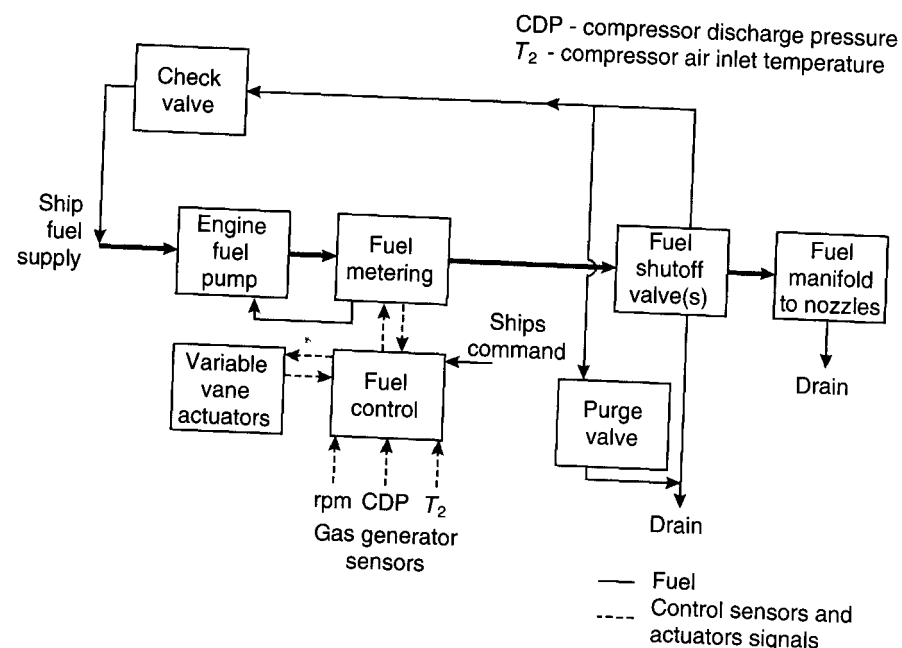 CDP - compressor discharge pressure
T2 - compressor air inlet temperature
Check
valve
Ship
fuel
supply
Engine
fuel
pump
Fuel
metering
Fuel
shutoff
valve(s)
Fuel
manifold
to nozzles
Ships
command
Variable
vane
actuators
Fuel
control
Drain
Purge
valve
rpm CDP T2
Gas generator
sensors
Drain
Fuel
Control sensors and
actuators signals